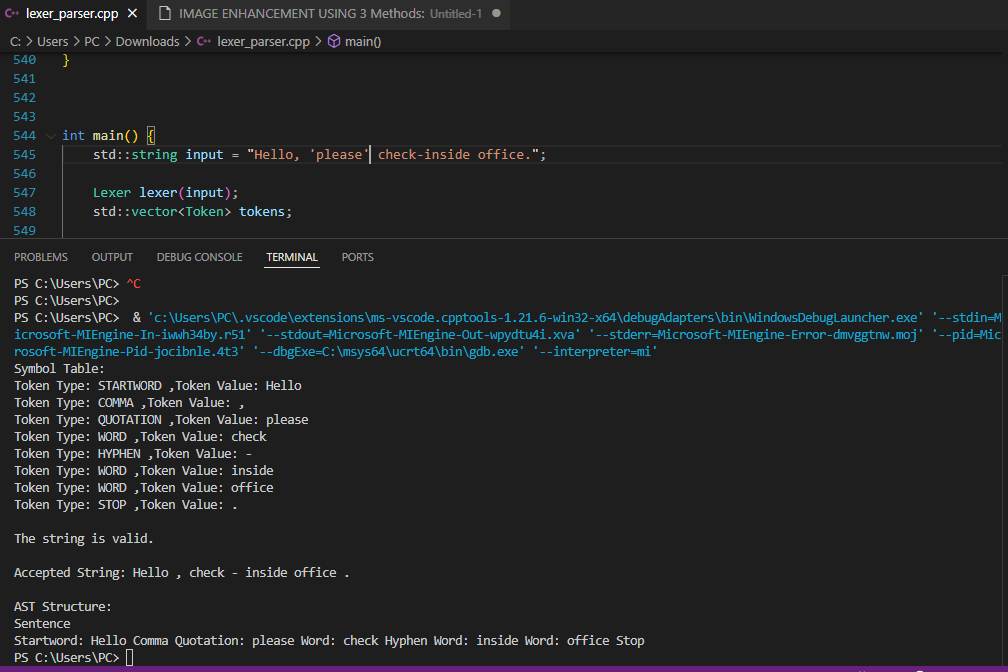 lexer_parser.cpp × IMAGE ENHANCEMENT USING 3 Methods: Untitled-1 ●
C: > Users > PC > Downloads > lexer_parser.cpp > main()
540 }
541
542
543
544 int main() {
545 std::string input = "Hello, 'please' check-inside office.";
546
547 Lexer lexer(input);
548 std::vector<Token> tokens;
549
PROBLEMS OUTPUT DEBUG CONSOLE TERMINAL PORTS
PS C:\Users\PC> ^C
PS C:\Users\PC>
PS C:\Users\PC>  & 'c:\Users\PC\.vscode\extensions\ms-vscode.cpptools-1.21.6-win32-x64\debugAdapters\bin\WindowsDebugLauncher.exe' '--stdin=M
icrosoft-MIEngine-In-iwwh34by.r51' '--stdout=Microsoft-MIEngine-Out-wpydtu4i.xva' '--stderr=Microsoft-MIEngine-Error-dmvggtnw.moj' '--pid=Mic
rosoft-MIEngine-Pid-jocibnle.4t3' '--dbgExe=C:\msys64\ucrt64\bin\gdb.exe' '--interpreter=mi'
Symbol Table:
Token Type: STARTWORD ,Token Value: Hello
Token Type: COMMA ,Token Value: ,
Token Type: QUOTATION ,Token Value: please
Token Type: WORD ,Token Value: check
Token Type: HYPHEN ,Token Value: -
Token Type: WORD ,Token Value: inside
Token Type: WORD ,Token Value: office
Token Type: STOP ,Token Value: .
The string is valid.
Accepted String: Hello , check - inside office .
AST Structure:
Sentence
Startword: Hello Comma Quotation: please Word: check Hyphen Word: inside Word: office Stop
PS C:\Users\PC>